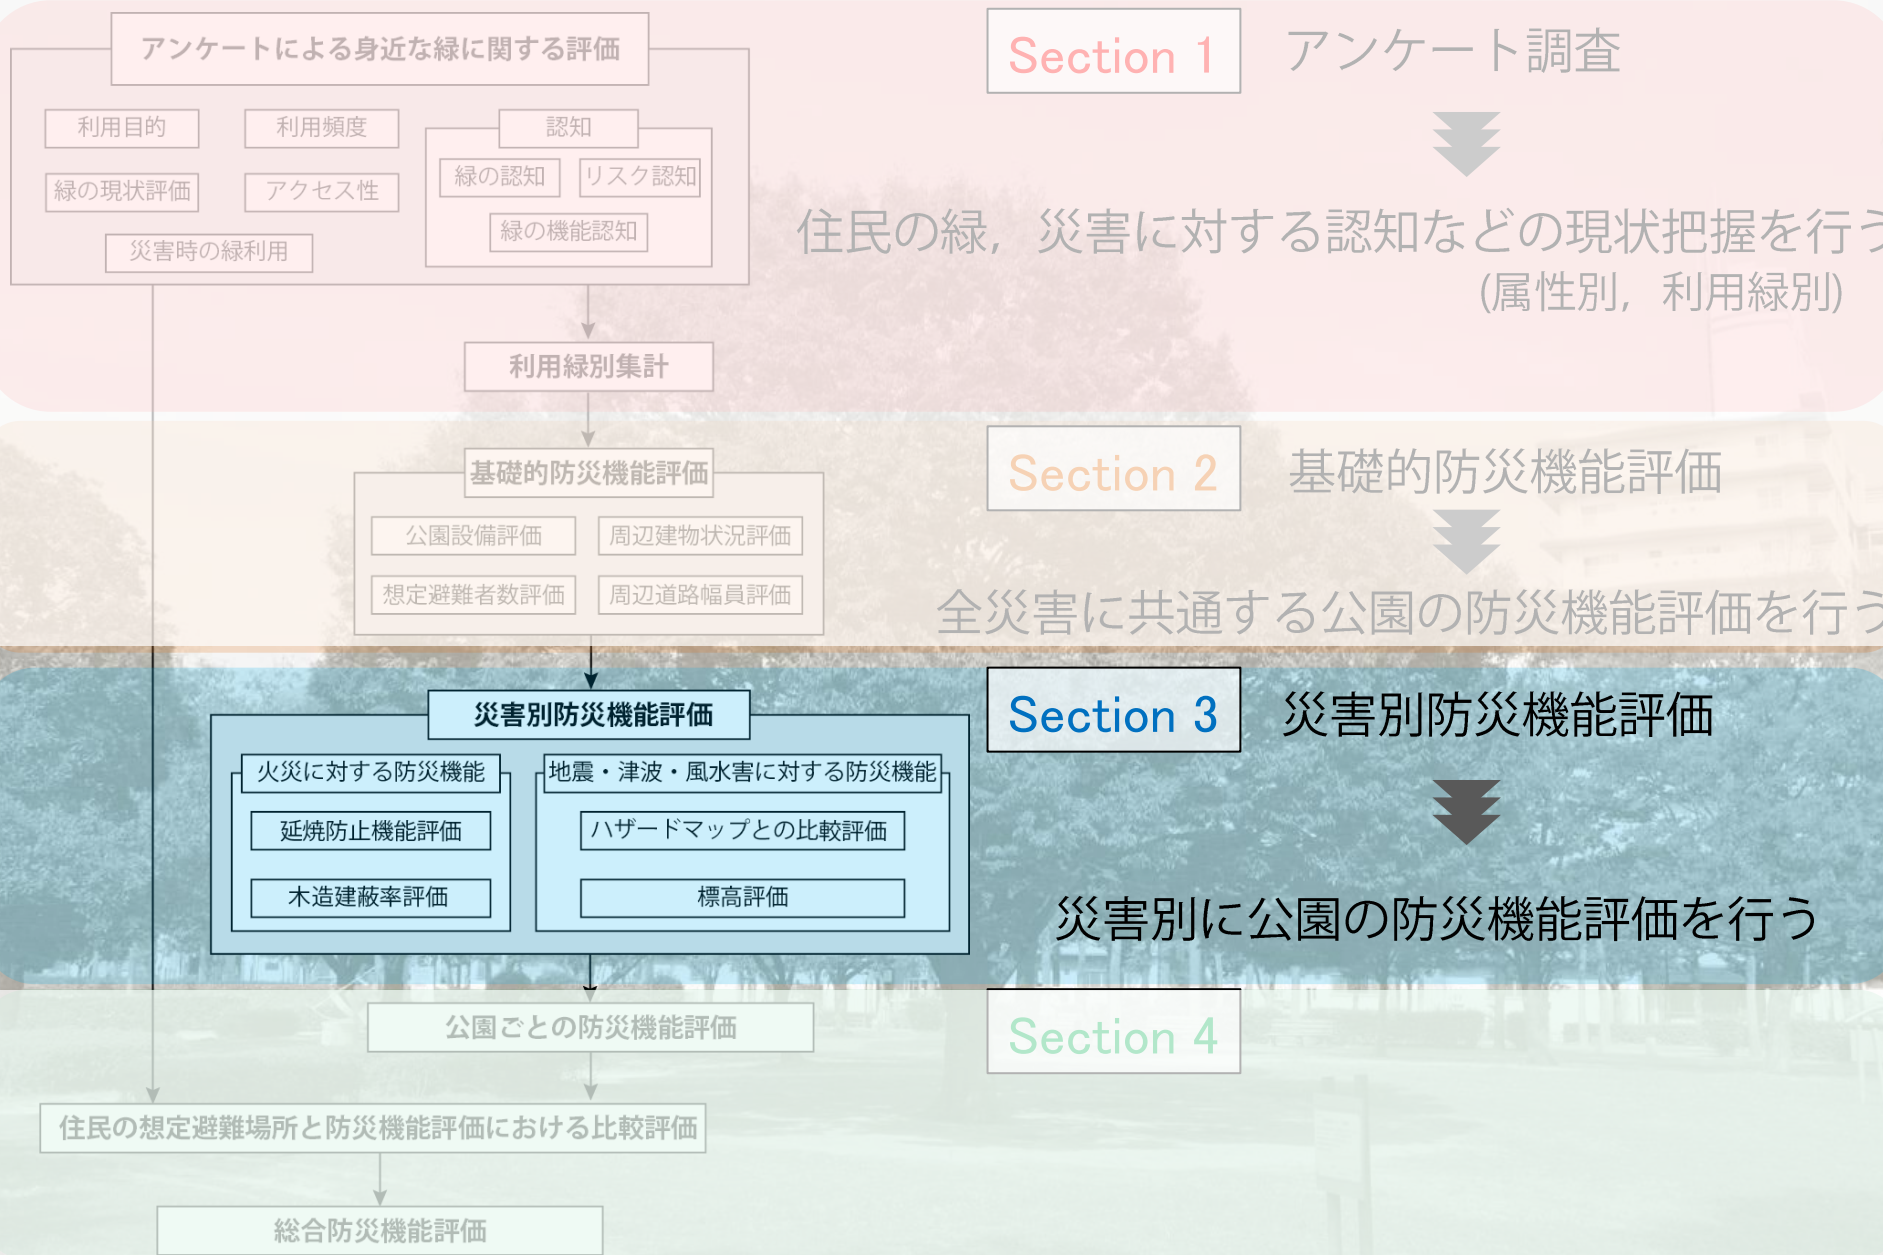 アンケートによる身近な緑に関する評価
利用目的
利用頻度
認知
緑の認知
リスク認知
緑の現状評価
アクセス性
緑の機能認知
災害時の緑利用
利用緑別集計
Section 1
アンケート調査
住民の緑，災害に対する認知などの現状把握を行う
(属性別，利用緑別)
基礎的防災機能評価
公園設備評価
周辺建物状況評価
想定避難者数評価
周辺道路幅員評価
Section 2
基礎的防災機能評価
全災害に共通する公園の防災機能評価を行う
災害別防災機能評価
火災に対する防災機能
地震・津波・風水害に対する防災機能
延焼防止機能評価
ハザードマップとの比較評価
木造建蔽率評価
標高評価
Section 3
災害別防災機能評価
災害別に公園の防災機能評価を行う
公園ごとの防災機能評価
Section 4
住民の想定避難場所と防災機能評価における比較評価
総合防災機能評価